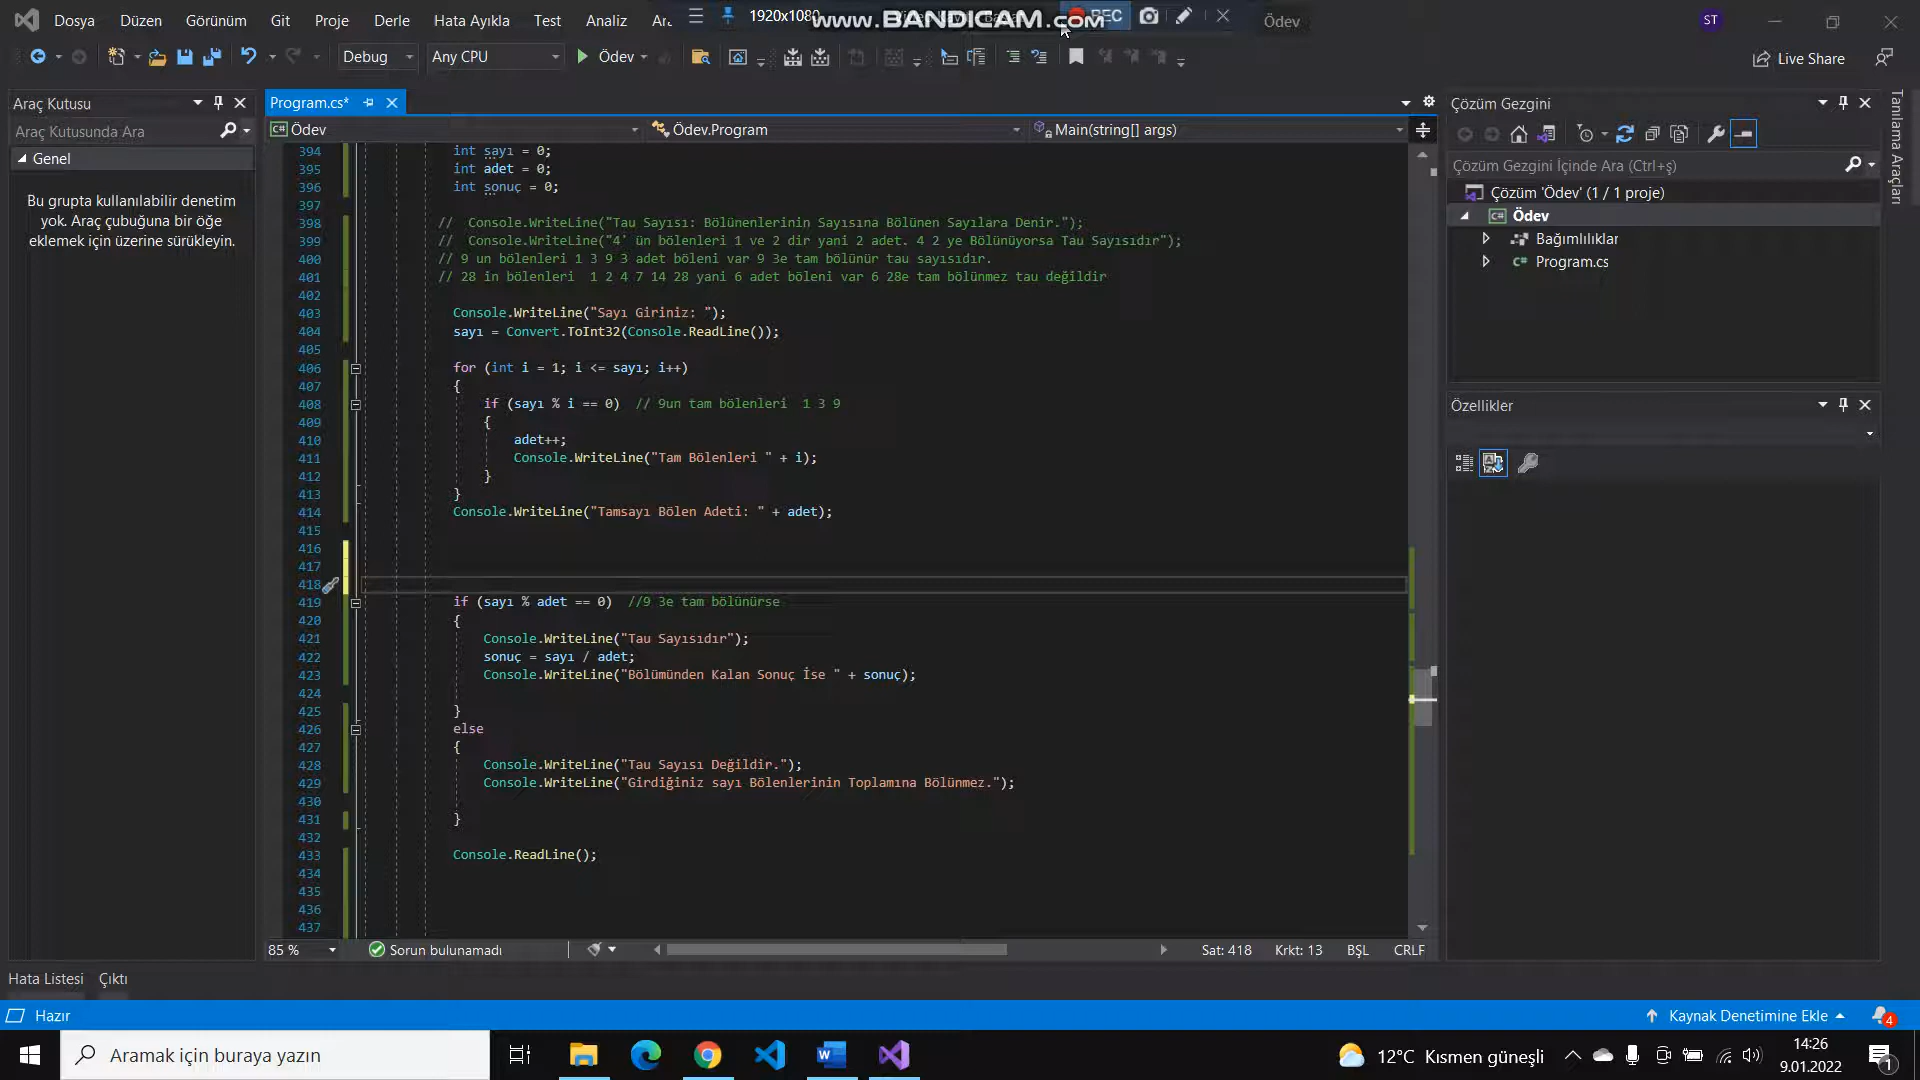 Dosya Düzen Görünüm Git Proje Derle Hata Ayıkla Test Analiz
1920x1080
www.BANDICAM.com
REC
Ödev
ST
Debug
Any CPU
Ödev
Live Share
Araç Kutusu
Araç Kutusunda Ara
Genel
Bu grupta kullanılabilir denetim
yok. Araç çubuğuna bir öğe
eklemek için üzerine sürükleyin.
Program.cs*
Ödev
Ödev.Program
Main(string[] args)
394 int sayı = 0;
395 int adet = 0;
396 int sonuç = 0;
397
398 // Console.WriteLine("Tau Sayısı: Bölünenlerinin Sayısına Bölünen Sayılara Denir.");
399 // Console.WriteLine("4' ün bölenleri 1 ve 2 dir yani 2 adet. 4 2 ye Bölünüyorsa Tau Sayısıdır");
400 // 9 un bölenleri 1 3 9 3 adet böleni var 9 3e tam bölünür tau sayısıdır.
401 // 28 in bölenleri 1 2 4 7 14 28 yani 6 adet böleni var 6 28e tam bölünmez tau değildir
402
403 Console.WriteLine("Sayı Giriniz: ");
404 sayı = Convert.ToInt32(Console.ReadLine());
405
406 for (int i = 1; i <= sayı; i++)
407 {
408 if (sayı % i == 0) // 9un tam bölenleri 1 3 9
409 {
410 adet++;
411 Console.WriteLine("Tam Bölenleri " + i);
412 }
413 }
414 Console.WriteLine("Tamsayı Bölen Adeti: " + adet);
415
416
417
418
419 if (sayı % adet == 0) //9 3e tam bölünürse
420 {
421 Console.WriteLine("Tau Sayısıdır");
422 sonuç = sayı / adet;
423 Console.WriteLine("Bölümünden Kalan Sonuç İse " + sonuç);
424
425 }
426 else
427 {
428 Console.WriteLine("Tau Sayısı Değildir.");
429 Console.WriteLine("Girdiğiniz sayı Bölenlerinin Toplamına Bölünmez.");
430
431 }
432
433 Console.ReadLine();
434
435
436
437
85 %
Sorun bulunamadı
Sat: 418 Krkt: 13 BŞL CRLF
Çözüm Gezgini
Çözüm Gezgini İçinde Ara (Ctrl+ş)
Çözüm 'Ödev' (1 / 1 proje)
Ödev
Bağımlılıklar
Program.cs
Özellikler
Tanılama Araçları
Hata Listesi Çıktı
Hazır
Kaynak Denetimine Ekle
4
Aramak için buraya yazın
12°C Kısmen güneşli
14:26
9.01.2022
1